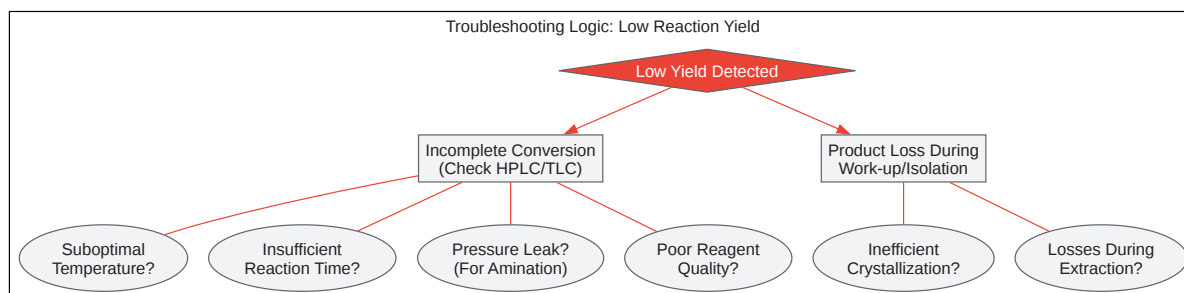 Troubleshooting Logic: Low Reaction Yield
Low Yield Detected
Incomplete Conversion
(Check HPLC/TLC)
Product Loss During
Work-up/Isolation
Suboptimal
Temperature?
Insufficient
Reaction Time?
Pressure Leak?
(For Amination)
Poor Reagent
Quality?
Inefficient
Crystallization?
Losses During
Extraction?